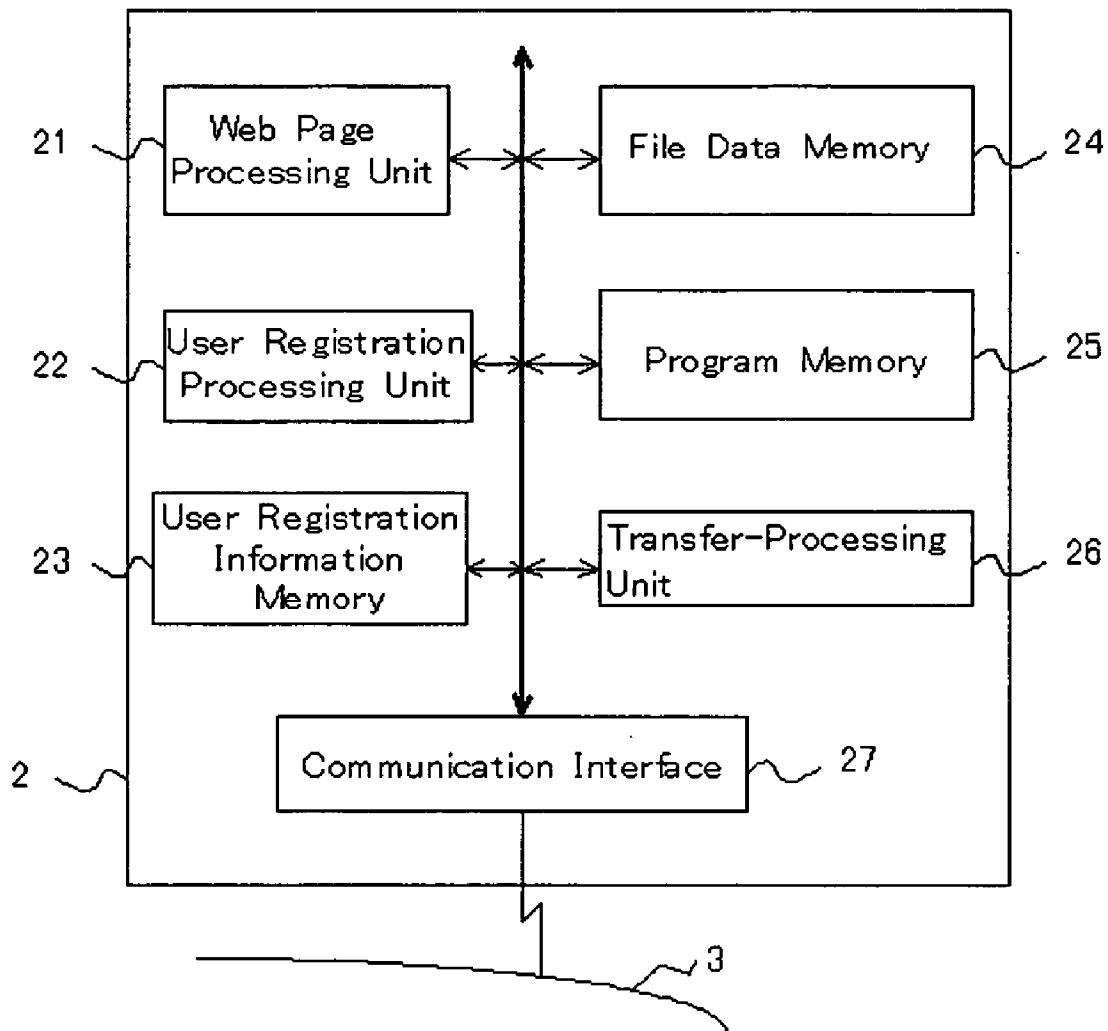 21
Web Page
Processing Unit
File Data Memory
24
22
User Registration
Processing Unit
Program Memory
25
23
User Registration
Information
Memory
Transfer-Processing
Unit
26
2
Communication Interface
27
3